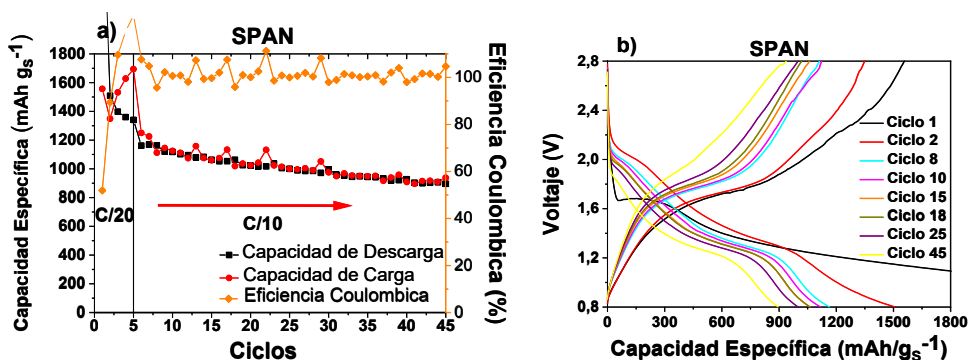 a)
SPAN
Capacidad Específica (mAh gs-1)
1800
1600
1400
1200
1000
800
600
400
200
0
C/20
C/10
Capacidad de Descarga
Capacidad de Carga
Eficiencia Coulombica
0 5 10 15 20 25 30 35 40 45
Ciclos
100
80
60
40
20
0
Eficiencia Coulombica (%)
b)
SPAN
Voltaje (V)
2,8
2,4
2,0
1,6
1,2
0,8
Ciclo 1
Ciclo 2
Ciclo 8
Ciclo 10
Ciclo 15
Ciclo 18
Ciclo 25
Ciclo 45
0 300 600 900 1200 1500 1800
Capacidad Específica (mAh/gs-1)